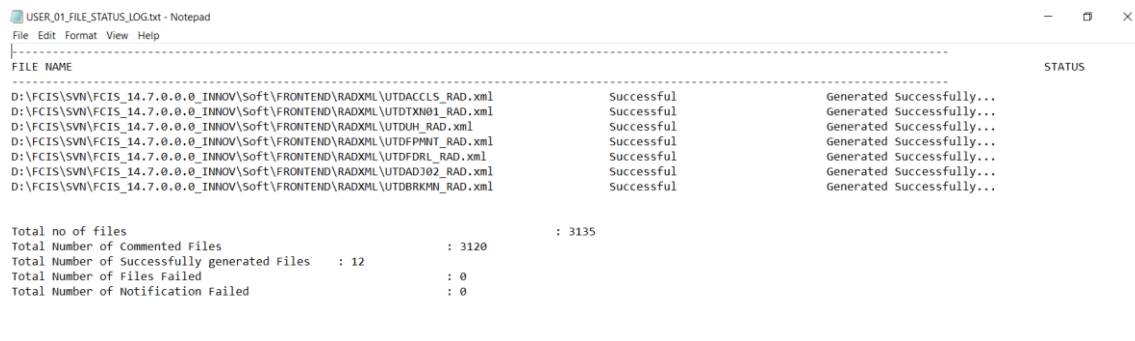 USER_01_FILE_STATUS_LOG.txt - Notepad
File Edit Format View Help
--------------------------------------------------------------------------------------------------------------------------------------------
FILE NAME STATUS
--------------------------------------------------------------------------------------------------------------------------------------------
D:\FCIS\SVN\FCIS_14.7.0.0.0_INNOV\Soft\FRONTEND\RADXML\UTDACCLS_RAD.xml Successful Generated Successfully...
D:\FCIS\SVN\FCIS_14.7.0.0.0_INNOV\Soft\FRONTEND\RADXML\UTDTXN01_RAD.xml Successful Generated Successfully...
D:\FCIS\SVN\FCIS_14.7.0.0.0_INNOV\Soft\FRONTEND\RADXML\UTDUH_RAD.xml Successful Generated Successfully...
D:\FCIS\SVN\FCIS_14.7.0.0.0_INNOV\Soft\FRONTEND\RADXML\UTDFPMNT_RAD.xml Successful Generated Successfully...
D:\FCIS\SVN\FCIS_14.7.0.0.0_INNOV\Soft\FRONTEND\RADXML\UTDFDRL_RAD.xml Successful Generated Successfully...
D:\FCIS\SVN\FCIS_14.7.0.0.0_INNOV\Soft\FRONTEND\RADXML\UTDADJ02_RAD.xml Successful Generated Successfully...
D:\FCIS\SVN\FCIS_14.7.0.0.0_INNOV\Soft\FRONTEND\RADXML\UTDBRKMN_RAD.xml Successful Generated Successfully...
Total no of files : 3135
Total Number of Commented Files : 3120
Total Number of Successfully generated Files : 12
Total Number of Files Failed : 0
Total Number of Notification Failed : 0